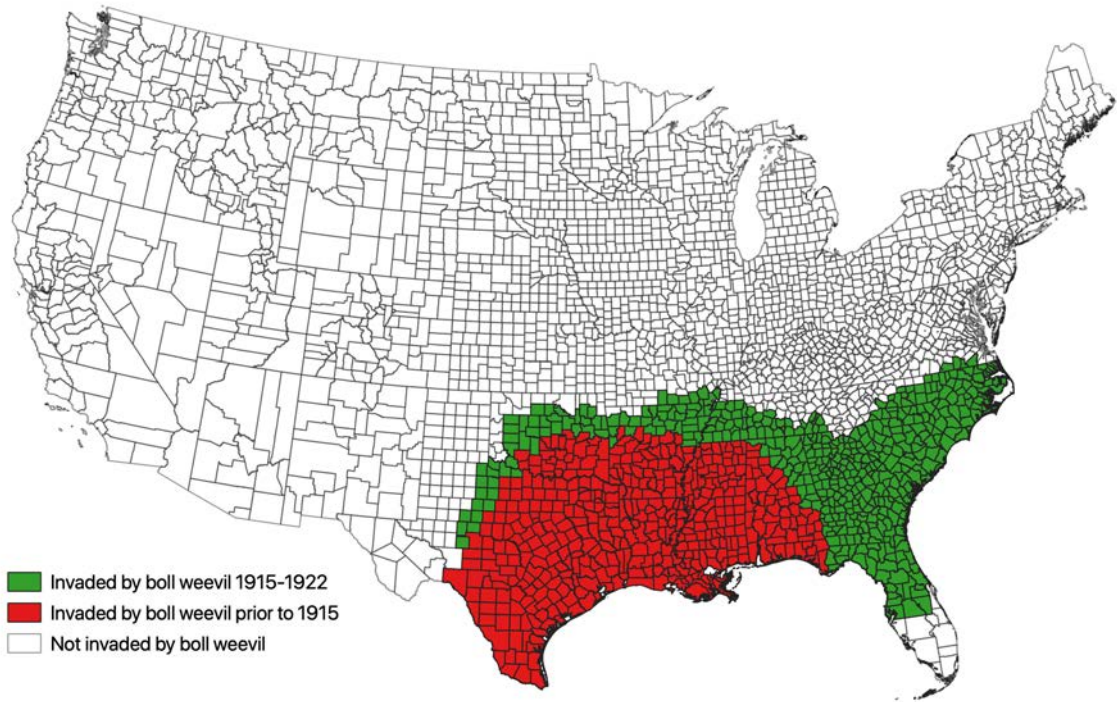 Invaded by boll weevil 1915-1922
Invaded by boll weevil prior to 1915
Not invaded by boll weevil